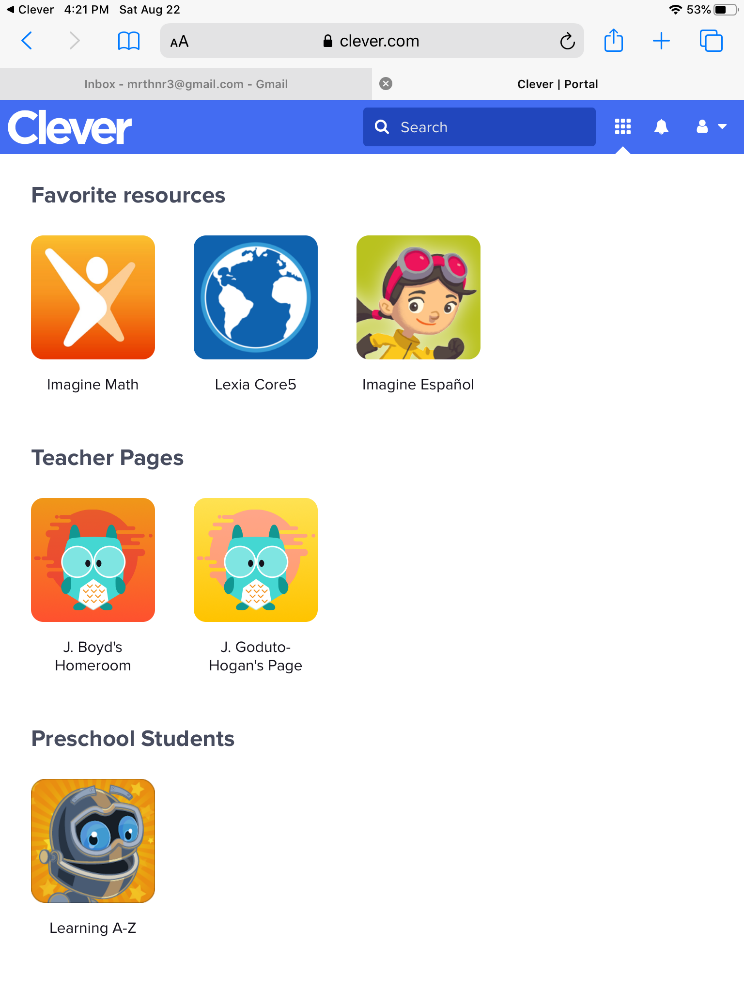 Clever 4:21 PM Sat Aug 22 53%
AA clever.com
Inbox - mrthnr3@gmail.com - Gmail Clever | Portal
Clever Search
Favorite resources
Imagine Math Lexia Core5 Imagine Español
Teacher Pages
J. Boyd's J. Goduto-
Homeroom Hogan's Page
Preschool Students
Learning A-Z